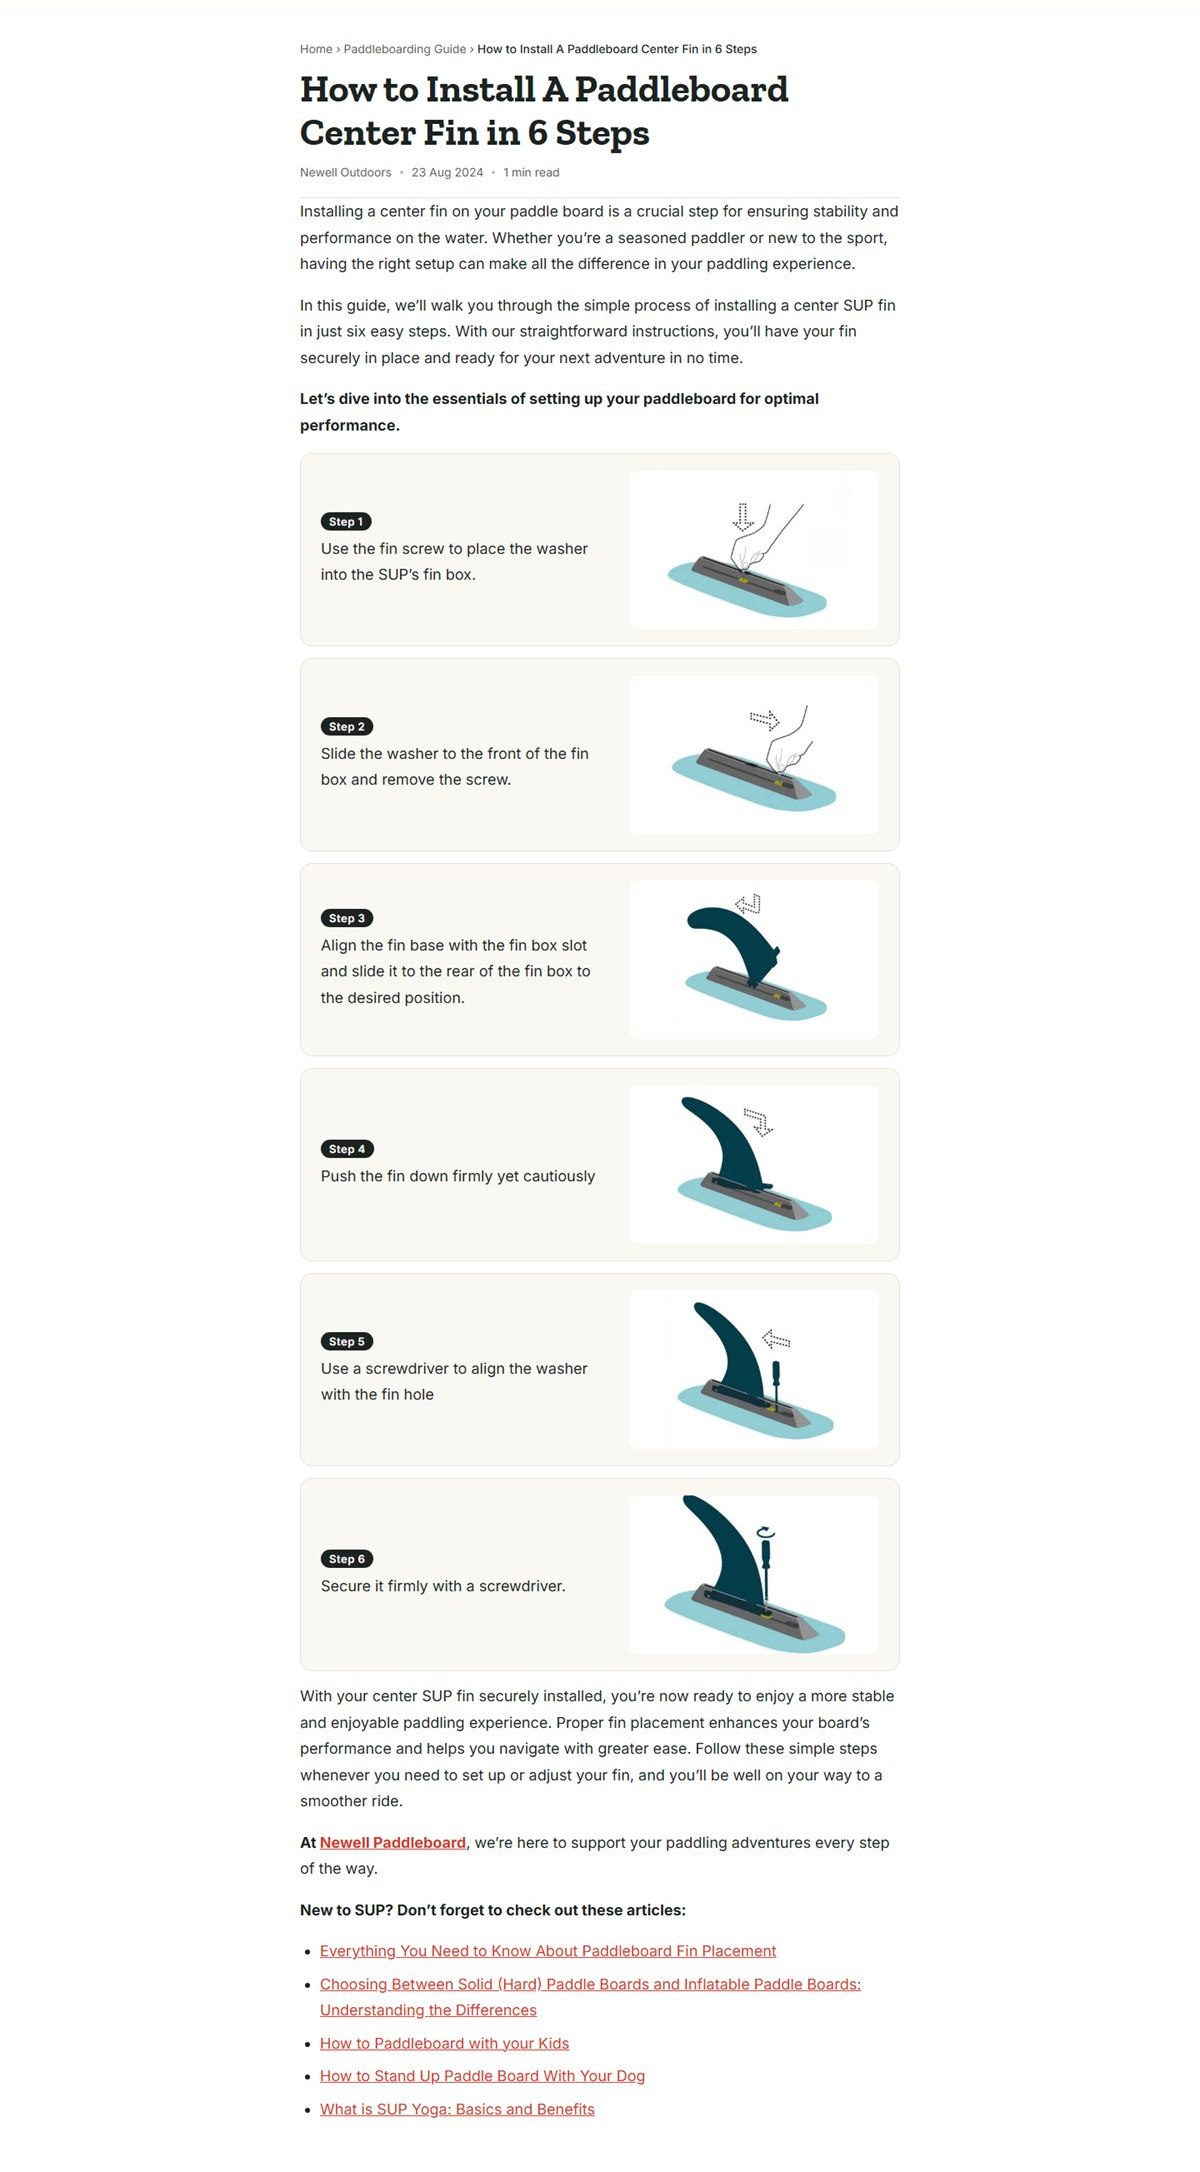 Home › Paddleboarding Guide › How to Install A Paddleboard Center Fin in 6 Steps
How to Install A Paddleboard
Center Fin in 6 Steps
Newell Outdoors • 23 Aug 2024 • 1 min read
Installing a center fin on your paddle board is a crucial step for ensuring stability and
performance on the water. Whether you’re a seasoned paddler or new to the sport,
having the right setup can make all the difference in your paddling experience.
In this guide, we’ll walk you through the simple process of installing a center SUP fin
in just six easy steps. With our straightforward instructions, you’ll have your fin
securely in place and ready for your next adventure in no time.
Let’s dive into the essentials of setting up your paddleboard for optimal
performance.
Step 1
Use the fin screw to place the washer
into the SUP’s fin box.
Step 2
Slide the washer to the front of the fin
box and remove the screw.
Step 3
Align the fin base with the fin box slot
and slide it to the rear of the fin box to
the desired position.
Step 4
Push the fin down firmly yet cautiously
Step 5
Use a screwdriver to align the washer
with the fin hole
Step 6
Secure it firmly with a screwdriver.
With your center SUP fin securely installed, you’re now ready to enjoy a more stable
and enjoyable paddling experience. Proper fin placement enhances your board’s
performance and helps you navigate with greater ease. Follow these simple steps
whenever you need to set up or adjust your fin, and you’ll be well on your way to a
smoother ride.
At Newell Paddleboard, we’re here to support your paddling adventures every step
of the way.
New to SUP? Don’t forget to check out these articles:
• Everything You Need to Know About Paddleboard Fin Placement
• Choosing Between Solid (Hard) Paddle Boards and Inflatable Paddle Boards:
Understanding the Differences
• How to Paddleboard with your Kids
• How to Stand Up Paddle Board With Your Dog
• What is SUP Yoga: Basics and Benefits